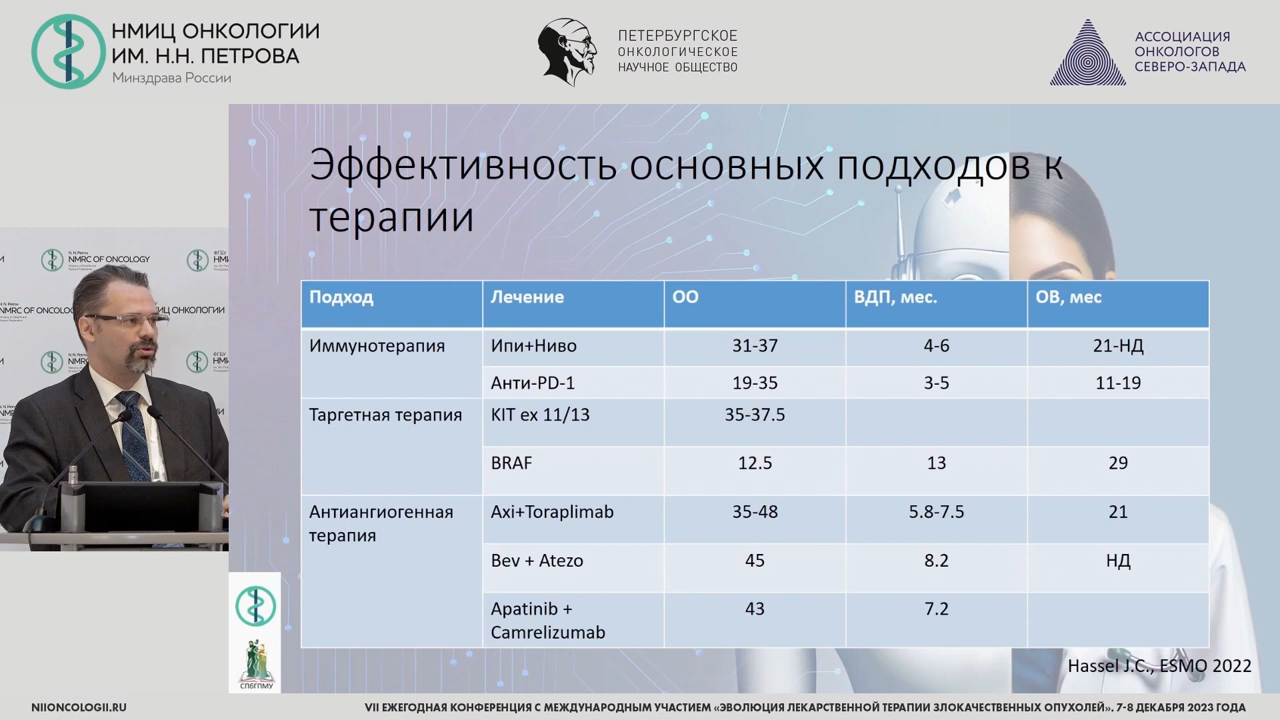 НМИЦ ОНКОЛОГИИ
ИМ. Н.Н. ПЕТРОВА
Минздрава России
ПЕТЕРБУРГСКОЕ
ОНКОЛОГИЧЕСКОЕ
НАУЧНОЕ ОБЩЕСТВО
АССОЦИАЦИЯ
ОНКОЛОГОВ
СЕВЕРО-ЗАПАДА
Эффективность основных подходов к
терапии
Подход Лечение ОО ВДП, мес. ОВ, мес
Иммунотерапия Ипи+Ниво 31-37 4-6 21-НД
Анти-PD-1 19-35 3-5 11-19
Таргетная терапия KIT ex 11/13 35-37.5
BRAF 12.5 13 29
Антиангиогенная
терапия
Axi+Toraplimab 35-48 5.8-7.5 21
Bev + Atezo 45 8.2 НД
Apatinib +
Camrelizumab
43 7.2
Hassel J.C., ESMO 2022
NMRC OF ONCOLOGY
СПбГПМУ
NIIONCOLOGII.RU
VII ЕЖЕГОДНАЯ КОНФЕРЕНЦИЯ С МЕЖДУНАРОДНЫМ УЧАСТИЕМ «ЭВОЛЮЦИЯ ЛЕКАРСТВЕННОЙ ТЕРАПИИ ЗЛОКАЧЕСТВЕННЫХ ОПУХОЛЕЙ». 7-8 ДЕКАБРЯ 2023 ГОДА